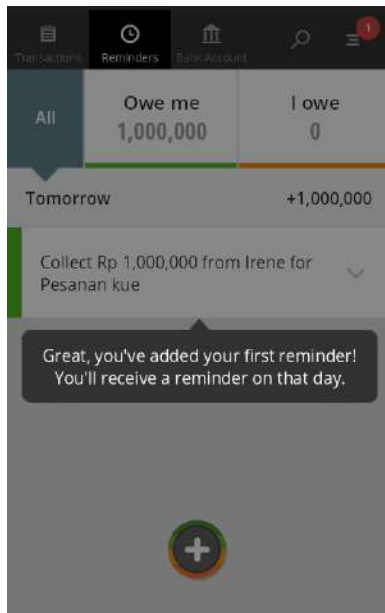 1
Transactions
Reminders
Bank Account
All
Owe me
1,000,000
I owe
0
Tomorrow
+1,000,000
Collect Rp 1,000,000 from Irene for
Pesanan kue
Great, you've added your first reminder!
You'll receive a reminder on that day.